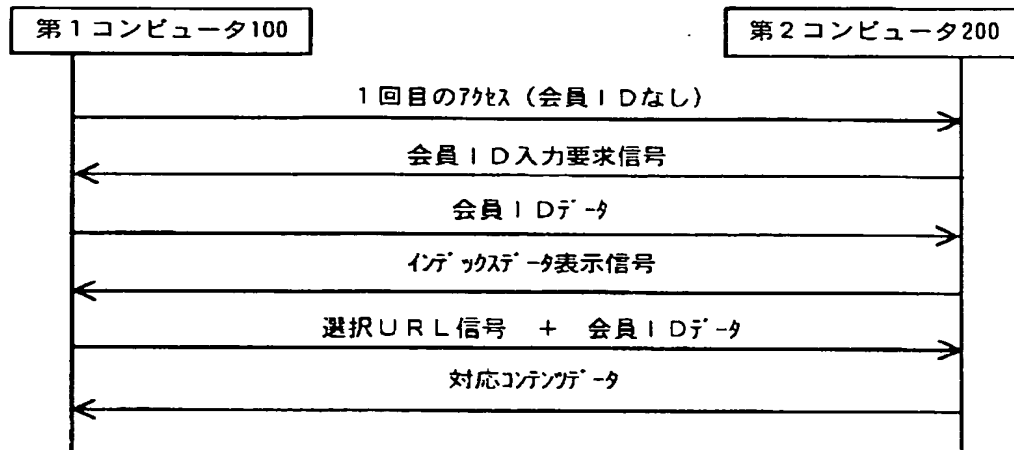 第1コンピュータ100
第2コンピュータ200
1回目のｱｸｾｽ(会員IDなし)
会員ID入力要求信号
会員IDﾃﾞｰﾀ
ｲﾝﾃﾞｯｸｽﾃﾞｰﾀ表示信号
選択URL信号 + 会員IDﾃﾞｰﾀ
対応ｺﾝﾃﾝﾂﾃﾞｰﾀ